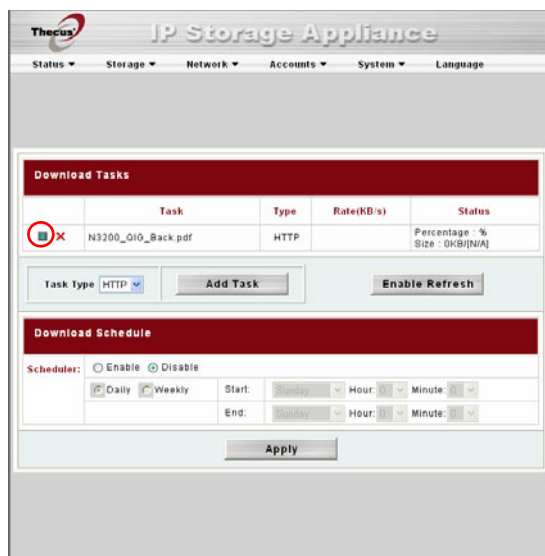 Thecus
IP Storage Appliance
Status Storage Network Accounts System Language
Download Tasks
Task Type Rate(KB/s) Status
N3200_QIG_Back.pdf HTTP Percentage : %
Size : 0KB/[N/A]
Task Type HTTP Add Task Enable Refresh
Download Schedule
Scheduler: Enable Disable
Daily Weekly Start: Sunday Hour: 0 Minute: 0
End: Sunday Hour: 0 Minute: 0
Apply